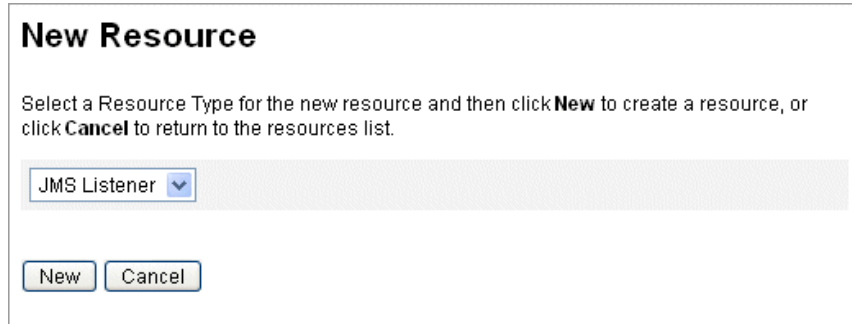 New Resource
Select a Resource Type for the new resource and then click New to create a resource, or
click Cancel to return to the resources list.
JMS Listener
New Cancel